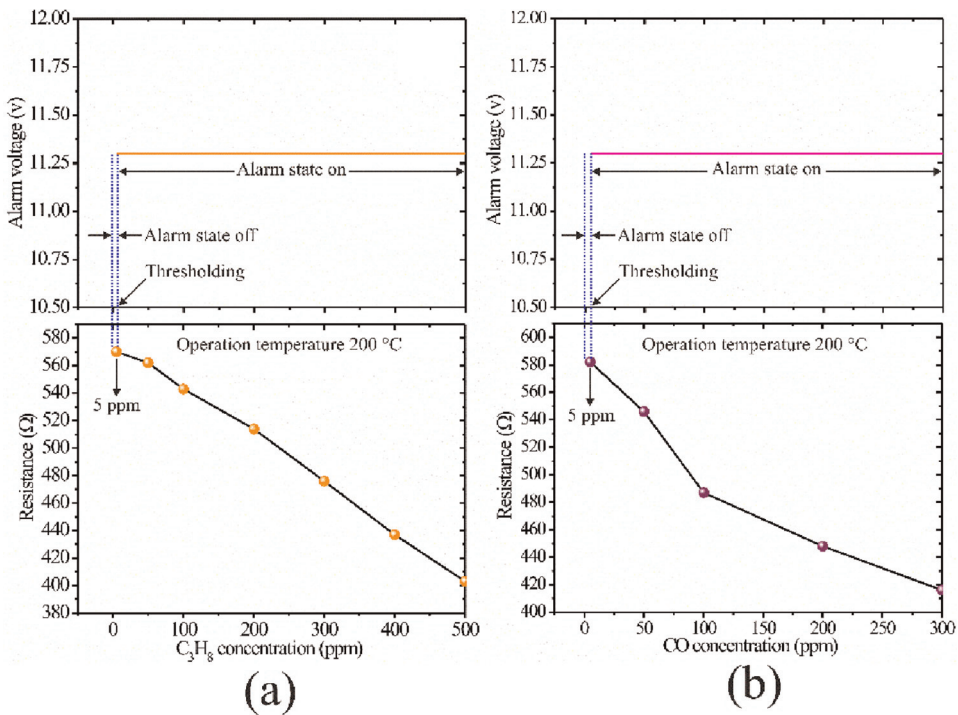 12.00
11.75
11.50
11.25
11.00
10.75
10.50
Alarm voltage (v)
Alarm state on
Alarm state off
Thresholding
580
560
540
520
500
480
460
440
420
400
380
Resistance (Ω)
Operation temperature 200 °C
5 ppm
0 100 200 300 400 500
C₃H₈ concentration (ppm)
(a)
12.00
11.75
11.50
11.25
11.00
10.75
10.50
Alarm voltage (v)
Alarm state on
Alarm state off
Thresholding
600
580
560
540
520
500
480
460
440
420
400
Resistance (Ω)
Operation temperature 200 °C
5 ppm
0 50 100 150 200 250 300
CO concentration (ppm)
(b)